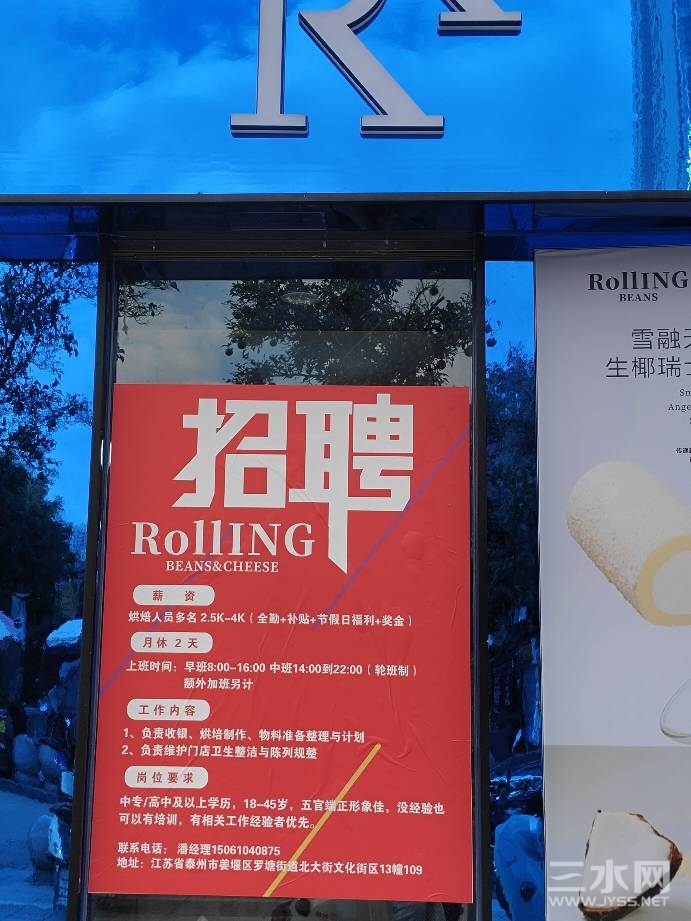 招聘
RollING
BEANS&CHEESE
薪 资
烘焙人员多名 2.5K-4K（全勤+补贴+节假日福利+奖金）
月休 2 天
上班时间：早班8:00-16:00 中班14:00到22:00（轮班制）
额外加班另计
工作内容
1、负责收银、烘焙制作、物料准备整理与计划
2、负责维护门店卫生整洁与陈列规整
岗位要求
中专/高中及以上学历，18-45岁，五官端正形象佳，没经验也
可以有培训，有相关工作经验者优先。
联系电话：潘经理15061040875
地址：江苏省泰州市姜堰区罗塘街道北大街文化街区13幢109
RollING
BEANS
雪融
生椰瑞士
Sn
Ange
三水网
WWW.JYSS.NET